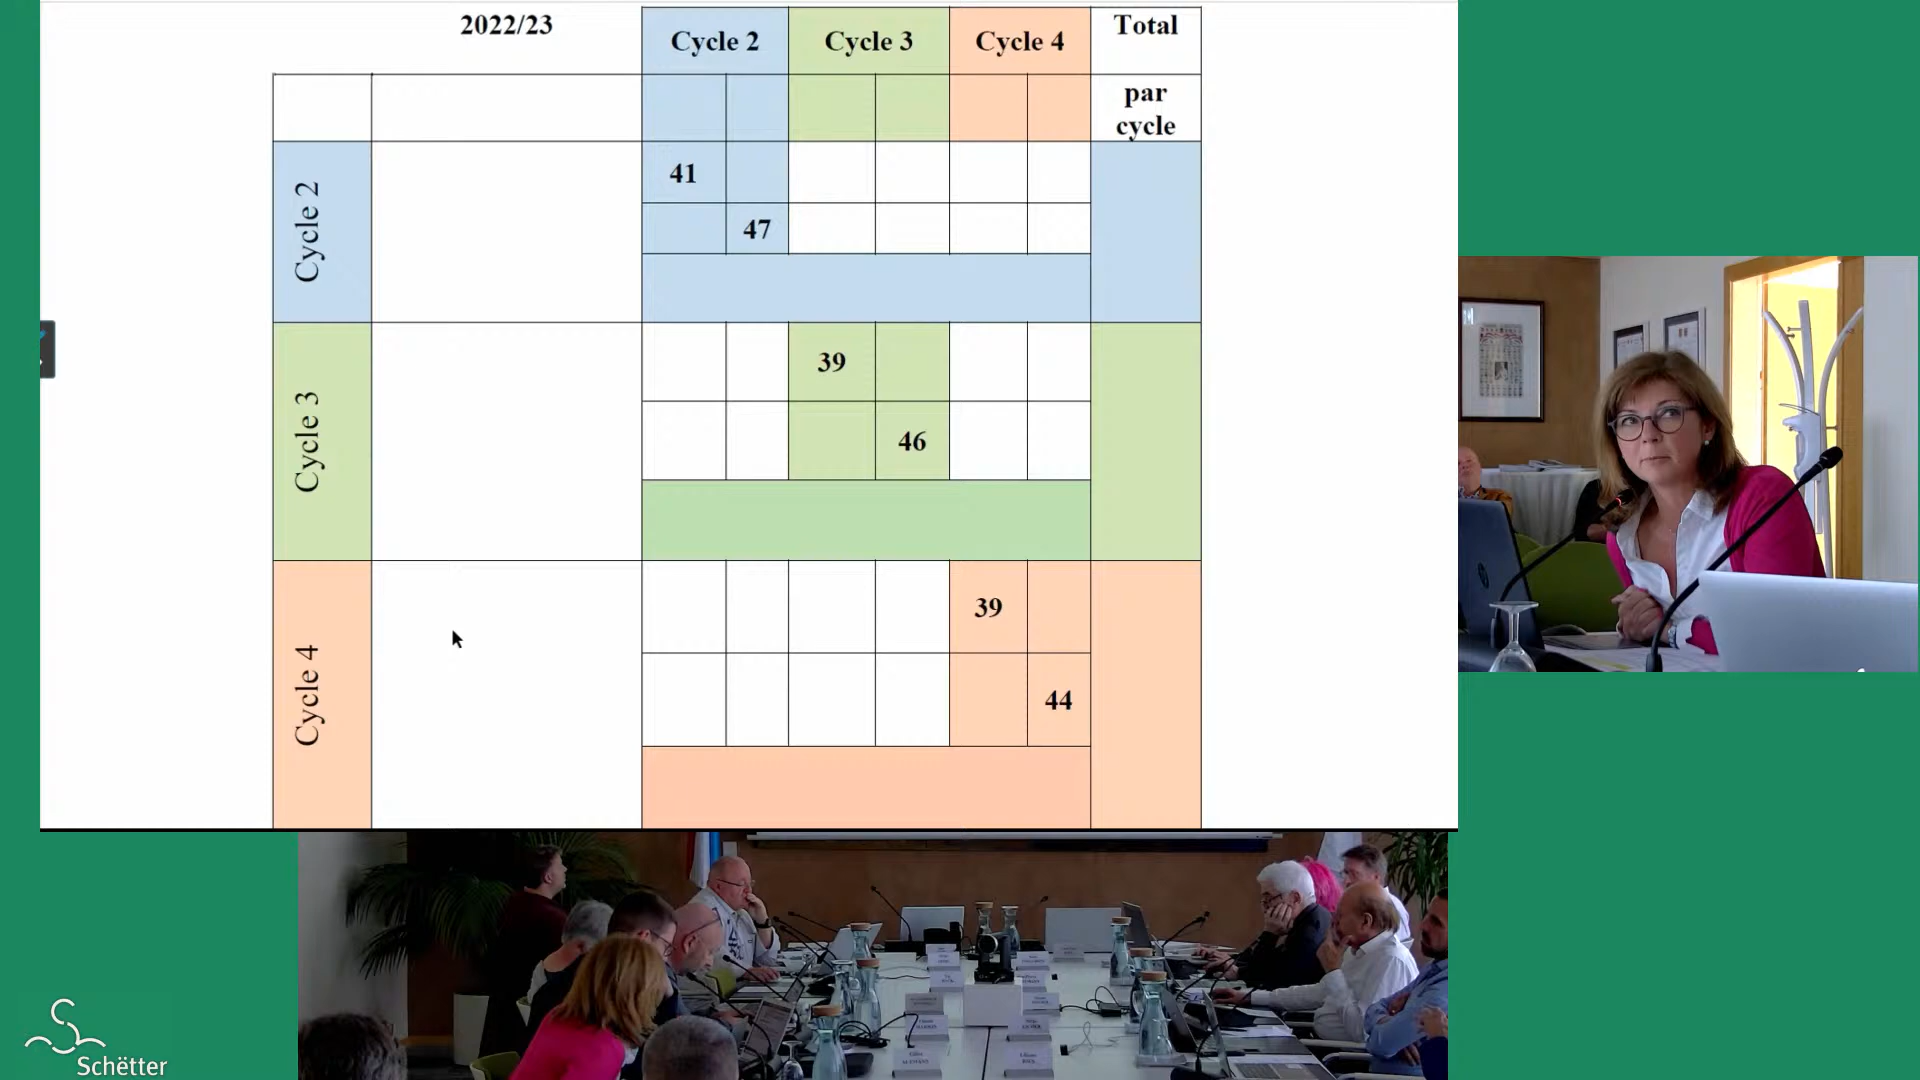 2022/23
Cycle 2
Cycle 3
Cycle 4
Total
par
cycle
Cycle 2
41
47
Cycle 3
39
46
Cycle 4
39
44
Schëtter